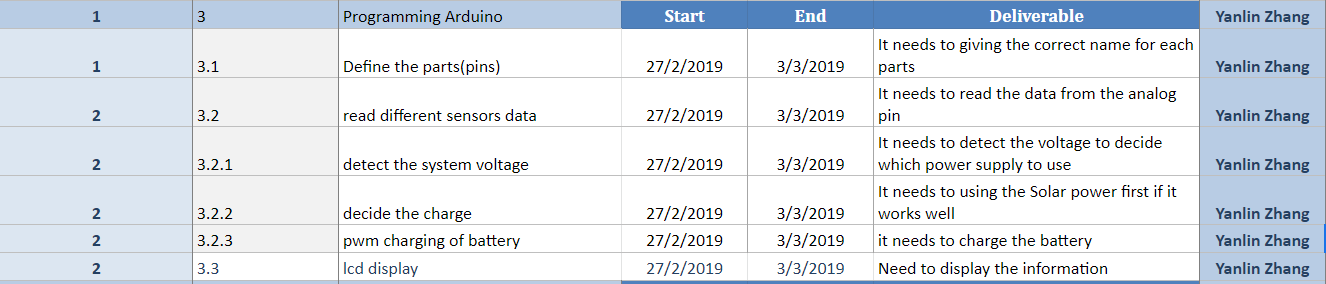 1 3 Programming Arduino Start End Deliverable Yanlin Zhang
It needs to giving the correct name for each
1 3.1 Define the parts(pins) 27/2/2019 3/3/2019 parts Yanlin Zhang
It needs to read the data from the analog
2 3.2 read different sensors data 27/2/2019 3/3/2019 pin Yanlin Zhang
It needs to detect the voltage to decide
2 3.2.1 detect the system voltage 27/2/2019 3/3/2019 which power supply to use Yanlin Zhang
It needs to using the Solar power first if it
2 3.2.2 decide the charge 27/2/2019 3/3/2019 works well Yanlin Zhang
2 3.2.3 pwm charging of battery 27/2/2019 3/3/2019 it needs to charge the battery Yanlin Zhang
2 3.3 lcd display 27/2/2019 3/3/2019 Need to display the information Yanlin Zhang